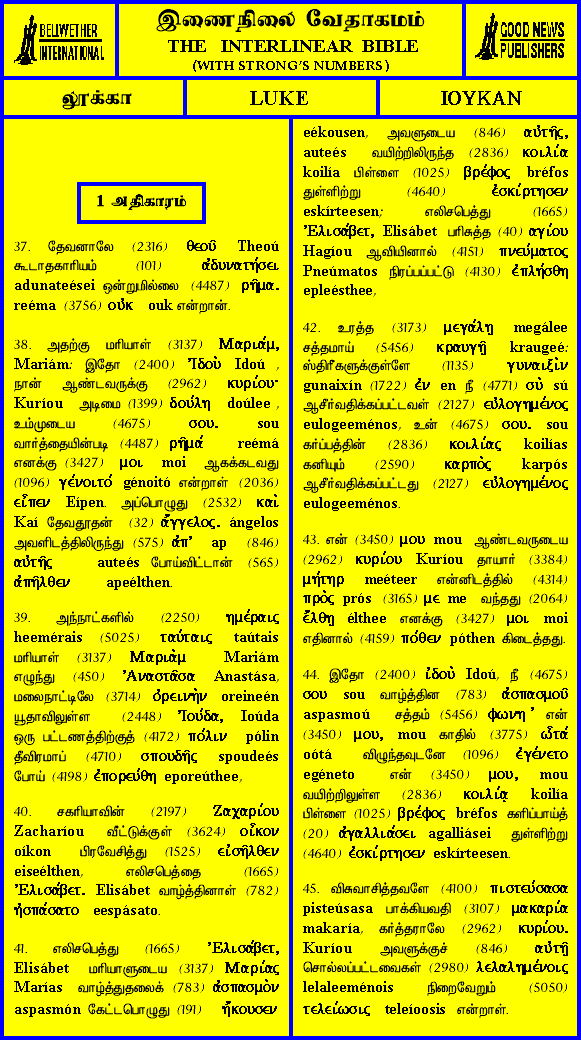 BELLWETHER
INTERNATIONAL
இணைநிலை வேதாகமம்
THE INTERLINEAR BIBLE
(WITH STRONG'S NUMBERS)
GOOD NEWS
PUBLISHERS
லூக்கா
LUKE
ΙΟΥΚΑΝ
1 அதிகாரம்
37. தேவனாலே (2316) θεοῦ Theoú
கூடாதகாரியம் (101) ἀδυνατήσει
adunateései ஒன்றுமில்லை (4487) ρῆμα.
reéma (3756) οὐκ ouk என்றான்.
38. அதற்கு மரியாள் (3137) Μαριάμ,
Mariám: இதோ (2400) Ἰδοὺ Idoú ,
நான் ஆண்டவருக்கு (2962) κυρίου·
Kuríou அடிமை (1399) δούλη doúlee ,
உம்முடைய (4675) σου. sou
வார்த்தையின்படி (4487) ρῆμά reémá
எனக்கு (3427) μοι moi ஆகக்கடவது
(1096) γένοιτό génoitó என்றாள் (2036)
εἶπεν Eípen. அப்பொழுது (2532) καὶ
Kaí தேவதூதன் (32) ἄγγελος. ángelos
அவளிடத்திலிருந்து (575) ἀπ' ap (846)
αὐτῆς auteés போய்விட்டான் (565)
ἀπῆλθεν apeélthen.
39. அந்நாட்களில் (2250) ημέραις
heemérais (5025) ταύταις taútais
மரியாள் (3137) Μαριὰμ Mariám
எழுந்து (450) Ἀναστᾶσα Anastása,
மலைநாட்டிலே (3714) ὀρεινὴν oreineén
யூதாவிலுள்ள (2448) Ἰούδα, Ioúda
ஒரு பட்டணத்திற்குத் (4172) πόλιν pólin
தீவிரமாய் (4710) σπουδῆς spoudeés
போய் (4198) ἐπορεύθη eporeúthee,
40. சகரியாவின் (2197) Ζαχαρίου
Zacharíou வீட்டுக்குள் (3624) οἶκον
oíkon பிரவேசித்து (1525) εἰσῆλθεν
eiseélthen, எலிசபெத்தை (1665)
Ἐλισάβετ. Elisábet வாழ்த்தினாள் (782)
ἠσπάσατο eespásato.
41. எலிசபெத்து (1665) Ἐλισάβετ,
Elisábet மரியாளுடைய (3137) Μαρίας
Marías வாழ்த்துதலைக் (783) ἀσπασμὸν
aspasmón கேட்டபொழுது (191) ἤκουσεν
eékousen, அவளுடைய (846) αὐτῆς,
auteés வயிற்றிலிருந்த (2836) κοιλίᾳ
koilía பிள்ளை (1025) βρέφος bréfos
துள்ளிற்று (4640) ἐσκίρτησεν
eskírteesen; எலிசபெத்து (1665)
Ἐλισάβετ, Elisábet பரிசுத்த (40) αγίου
Hagíou ஆவியினால் (4151) πνεύματος
Pneúmatos நிரப்பப்பட்டு (4130) ἐπλήσθη
epleésthee,
42. உரத்த (3173) μεγάλῃ megálee
சத்தமாய் (5456) κραυγῇ kraugeé:
ஸ்திரீகளுக்குள்ளே (1135) γυναιξὶν
gunaixín (1722) ἐν en நீ (4771) σὺ sú
ஆசீர்வதிக்கப்பட்டவள் (2127) εὐλογημένος
eulogeeménos, உன் (4675) σου. sou
கர்ப்பத்தின் (2836) κοιλίας koilías
கனியும் (2590) καρπὸς karpós
ஆசீர்வதிக்கப்பட்டது (2127) εὐλογημένος
eulogeeménos.
43. என் (3450) μου mou ஆண்டவருடைய
(2962) κυρίου Kuríou தாயார் (3384)
μήτηρ meéteer என்னிடத்தில் (4314)
πρὸς prós (3165) με me வந்தது (2064)
ἔλθη élthee எனக்கு (3427) μοι moi
எதினால் (4159) πόθεν póthen கிடைத்தது.
44. இதோ (2400) ἰδοὺ Idoú, நீ (4675)
σου sou வாழ்த்தின (783) ἀσπασμοῦ
aspasmoú சத்தம் (5456) φωνη ' என்
(3450) μου, mou காதில் (3775) ὦτά
oótá விழுந்தவுடனே (1096) ἐγένετο
egéneto என் (3450) μου, mou
வயிற்றிலுள்ள (2836) κοιλίᾳ koilía
பிள்ளை (1025) βρέφος bréfos களிப்பாய்த்
(20) ἀγαλλιάσει agalliásei துள்ளிற்று
(4640) ἐσκίρτησεν eskírteesen.
45. விசுவாசித்தவளே (4100) πιστεύσασα
pisteúsasa பாக்கியவதி (3107) μακαρία
makaría, கர்த்தராலே (2962) κυρίου.
Kuríou அவளுக்குச் (846) αὐτῇ
சொல்லப்பட்டவைகள் (2980) λελαλημένοις
lelaleeménois நிறைவேறும் (5050)
τελείωσις teleíoosis என்றாள்.